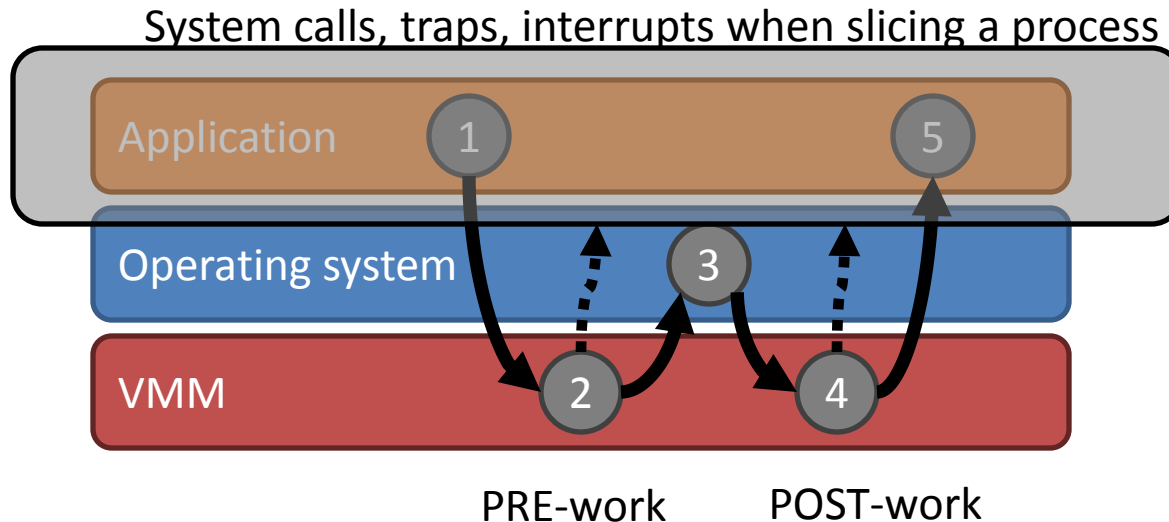 System calls, traps, interrupts when slicing a process
Application
1
5
Operating system
3
VMM
2
4
PRE-work
POST-work